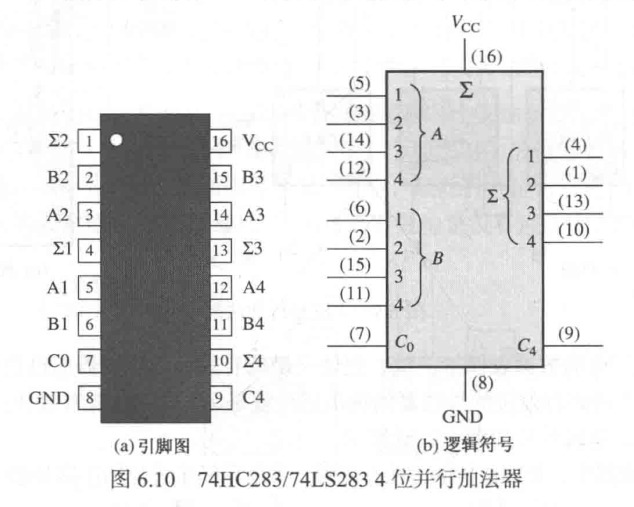 Σ2 1 16 VCC
B2 2 15 B3
A2 3 14 A3
Σ1 4 13 Σ3
A1 5 12 A4
B1 6 11 B4
C0 7 10 Σ4
GND 8 9 C4
(a) 引脚图
VCC
(16)
Σ
(5) 1
(3) 2
(14) 3
(12) 4
A
(6) 1
(2) 2
(15) 3
(11) 4
B
(7) C0
Σ
1 (4)
2 (1)
3 (13)
4 (10)
C4 (9)
(8)
GND
(b) 逻辑符号
图 6.10 74HC283/74LS283 4 位并行加法器